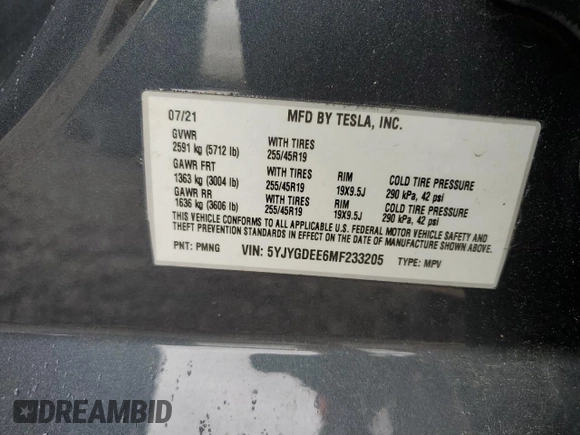 07/21 MFD BY TESLA, INC.
GVWR
2591 kg (5712 lb) WITH TIRES 255/45R19
GAWR FRT
1363 kg (3004 lb) WITH TIRES 255/45R19 RIM 19X9.5J COLD TIRE PRESSURE 290 kPa, 42 psi
GAWR RR
1636 kg (3606 lb) WITH TIRES 255/45R19 RIM 19X9.5J COLD TIRE PRESSURE 290 kPa, 42 psi
THIS VEHICLE CONFORMS TO ALL APPLICABLE U.S. FEDERAL MOTOR VEHICLE SAFETY AND
THEFT PREVENTION STANDARDS IN EFFECT ON THE DATE OF MANUFACTURE SHOWN ABOVE.
PNT: PMNG VIN: 5YJYGDEE6MF233205 TYPE: MPV
DREAMBID